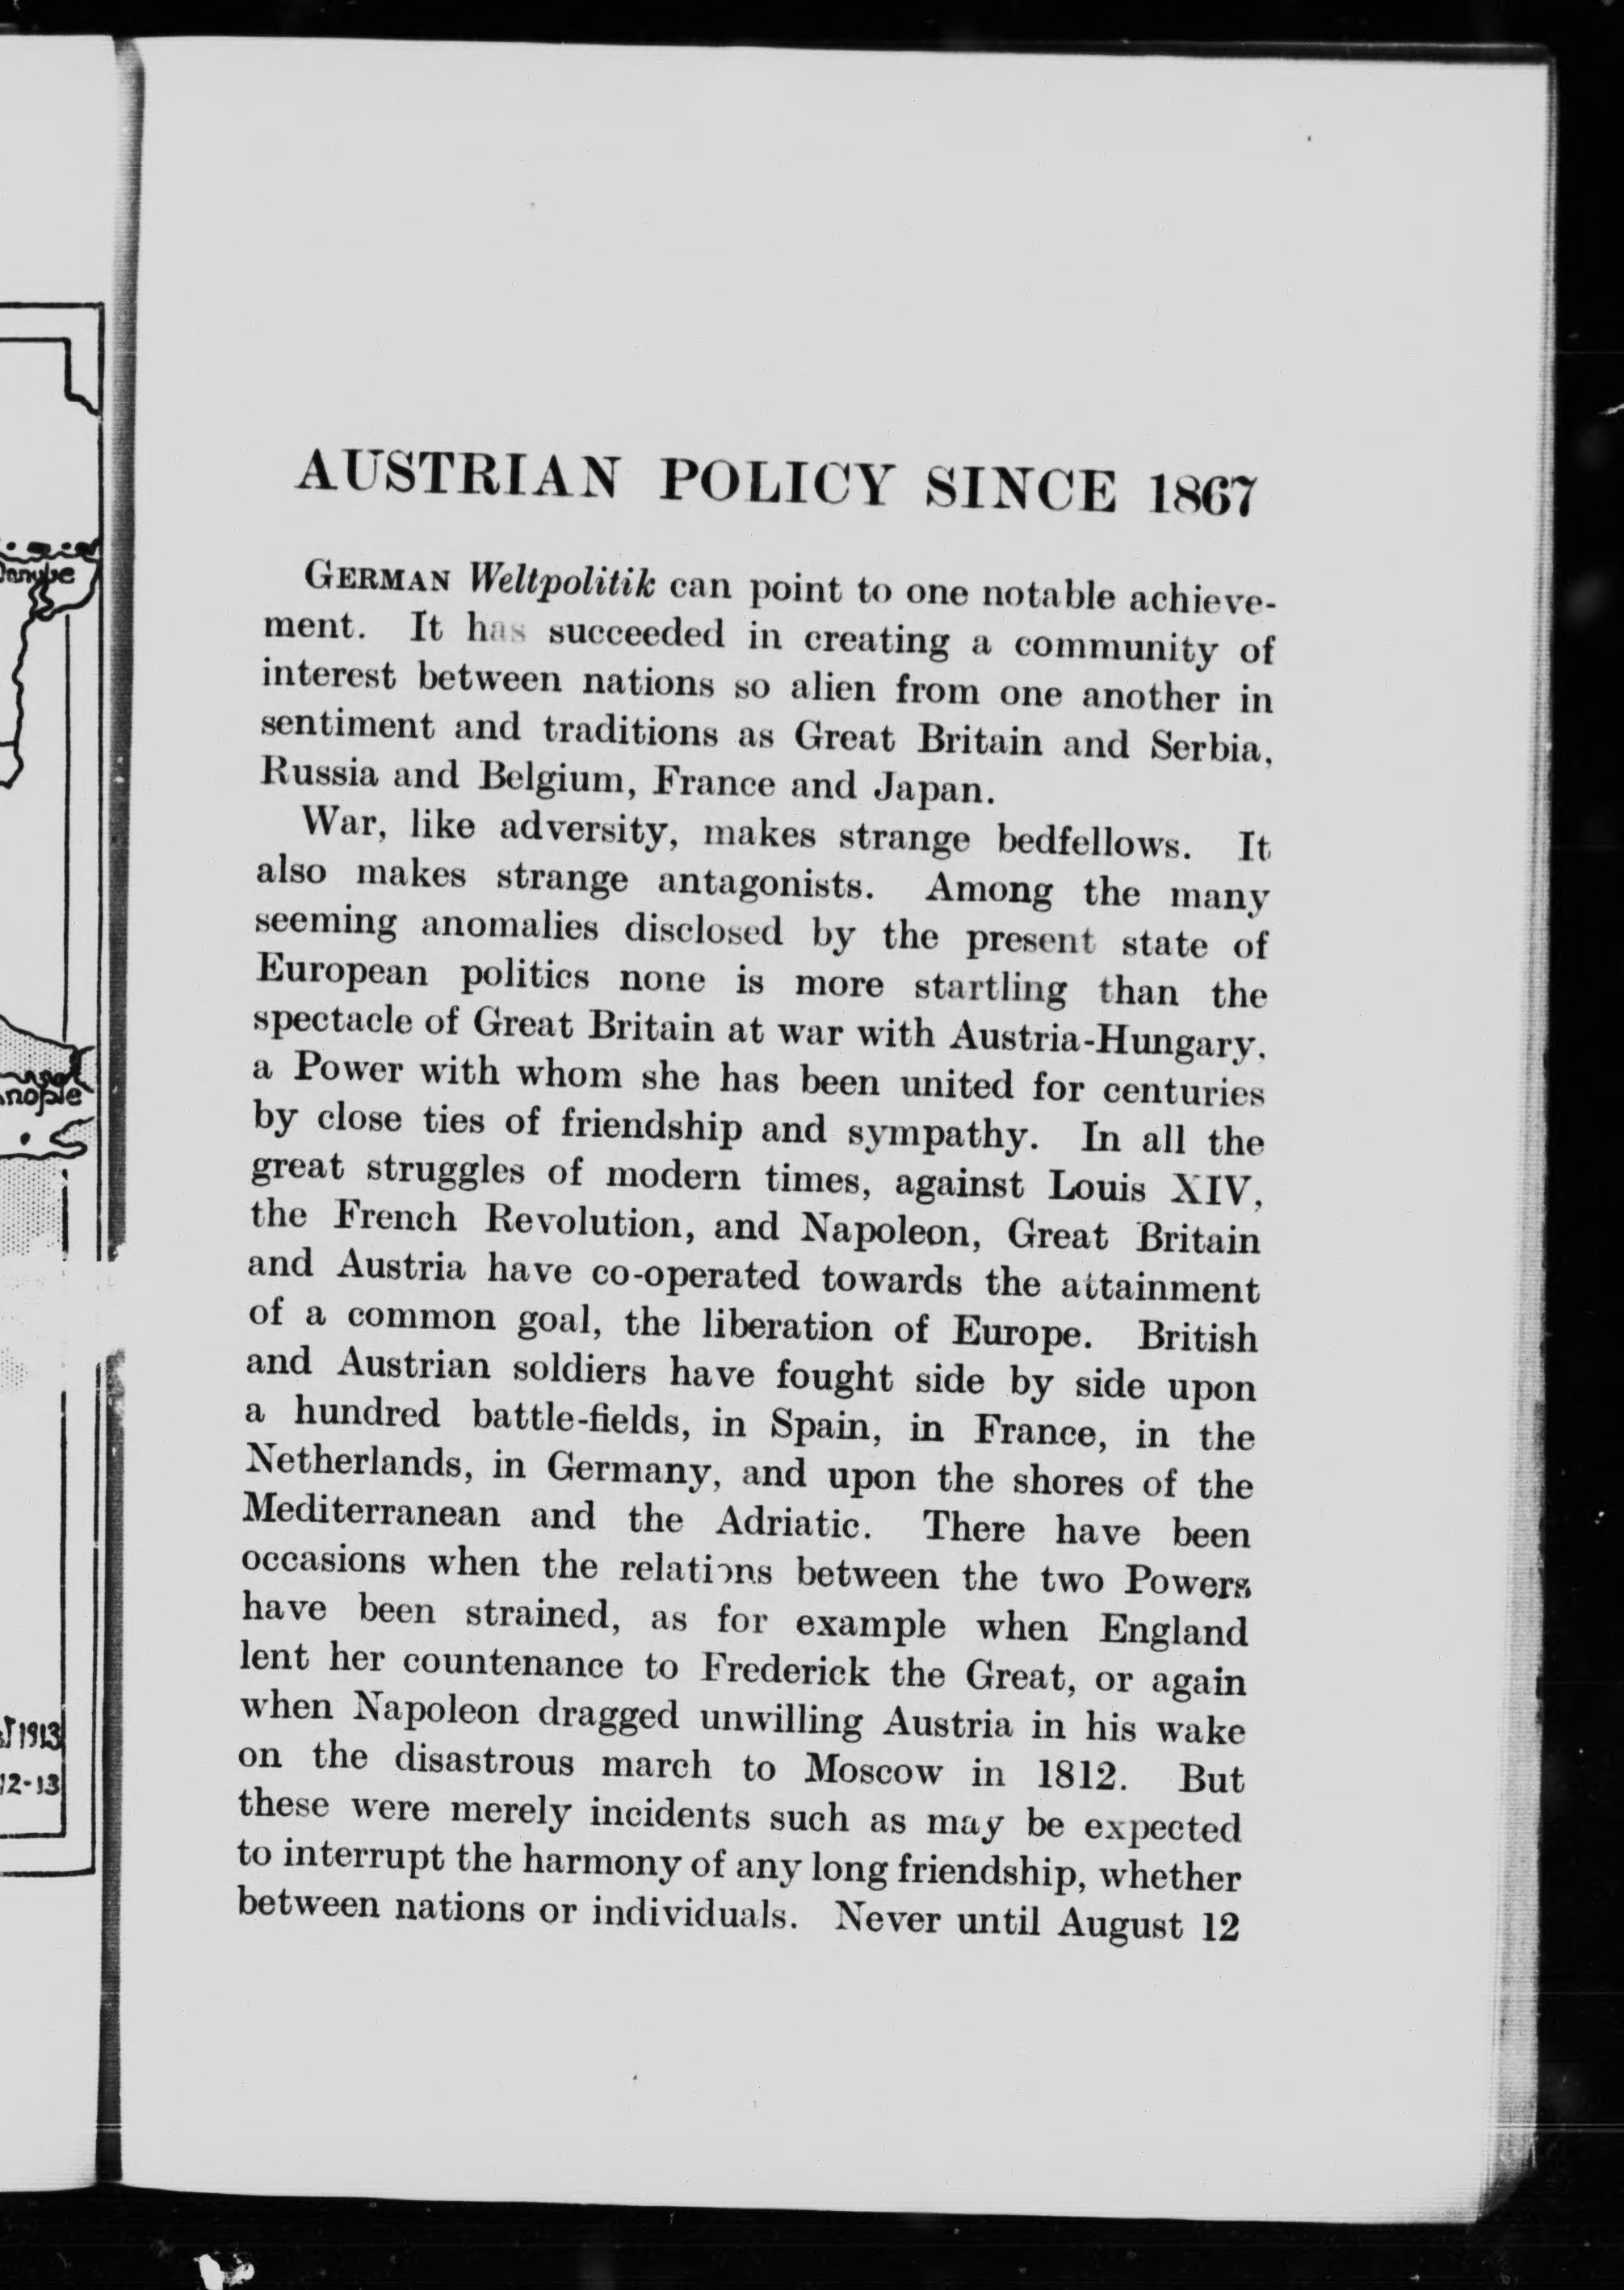 Danube
nople
1913
12-13
AUSTRIAN POLICY SINCE 1867
GERMAN Weltpolitik can point to one notable achieve-
ment. It has succeeded in creating a community of
interest between nations so alien from one another in
sentiment and traditions as Great Britain and Serbia,
Russia and Belgium, France and Japan.
War, like adversity, makes strange bedfellows. It
also makes strange antagonists. Among the many
seeming anomalies disclosed by the present state of
European politics none is more startling than the
spectacle of Great Britain at war with Austria-Hungary,
a Power with whom she has been united for centuries
by close ties of friendship and sympathy. In all the
great struggles of modern times, against Louis XIV,
the French Revolution, and Napoleon, Great Britain
and Austria have co-operated towards the attainment
of a common goal, the liberation of Europe. British
and Austrian soldiers have fought side by side upon
a hundred battle-fields, in Spain, in France, in the
Netherlands, in Germany, and upon the shores of the
Mediterranean and the Adriatic. There have been
occasions when the relations between the two Powers
have been strained, as for example when England
lent her countenance to Frederick the Great, or again
when Napoleon dragged unwilling Austria in his wake
on the disastrous march to Moscow in 1812. But
these were merely incidents such as may be expected
to interrupt the harmony of any long friendship, whether
between nations or individuals. Never until August 12